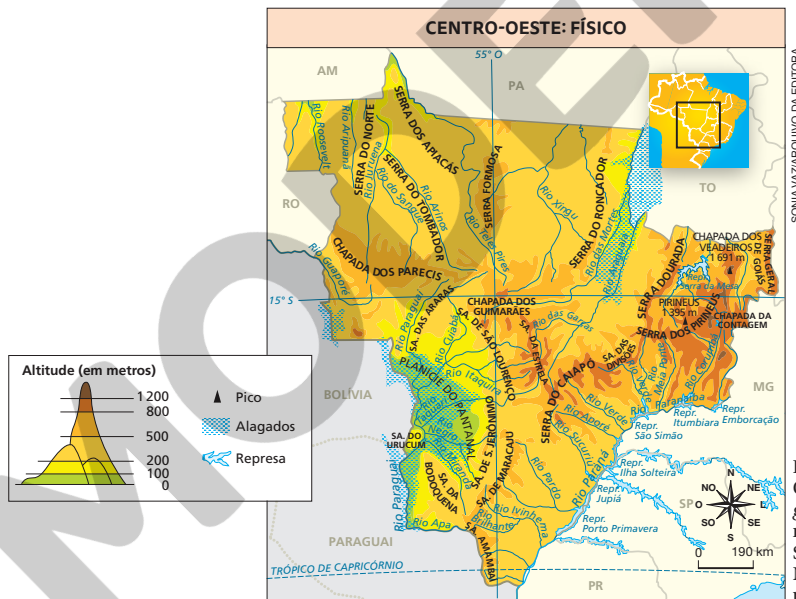 CENTRO-OESTE: FÍSICO
55° O
AM
PA
RO
TO
BOLÍVIA
PARAGUAI
MG
SP
PR
15° S
TRÓPICO DE CAPRICÓRNIO
Rio Roosevelt
Rio Aripuanã
SERRA DO NORTE
Rio Juruena
SERRA DOS APIACÁS
Rio do Sangue
SERRA DO TOMBADOR
Rio Arinos
Rio Teles Pires
SERRA FORMOSA
Rio Xingu
SERRA DO RONCADOR
Rio das Mortes
Rio Araguaia
Rio Guaporé
CHAPADA DOS PARECIS
SERRA DOURADA
CHAPADA DOS
VEADEIROS
1 691 m
SERRA GERAL
DE GOIÁS
Repr.
Serra da Mesa
PIRINEUS
1 395 m
SERRA DOS PIRINEUS
CHAPADA DA
CONTAGEM
Rio Paraguai
SA. DAS ARARAS
Rio Cuiabá
CHAPADA DOS
GUIMARÃES
SA. DE SÃO LOURENÇO
SA. DA ESTRELA
Rio das Garças
SERRA DO CAIAPÓ
SA. DAS
DIVISÕES
Rio Corumbá
PLANÍCIE DO PANTANAL
Rio Itaquira
SA. DO
URUCUM
SA. DA
BODOQUENA
SA. DE S. JERÔNIMO
SA. DE MARACAJU
SA. AMAMBAÍ
Rio Paraguai
Rio Apa
Rio
Brilhante
Rio Ivinheima
Rio Pardo
Rio Sucuriú
Rio Aporé
Rio Verde
Rio Paranaíba
Rio Paraná
Repr.
São Simão
Repr.
Itumbiara
Repr.
Emborcação
Repr.
Ilha Solteira
Repr.
Jupiá
Repr.
Porto Primavera
N
NE
L
SE
S
SO
O
NO
0 190 km
Altitude (em metros)
1 200
800
500
200
100
0
Pico
Alagados
Represa
SONIA VAZ/ARQUIVO DA EDITORA